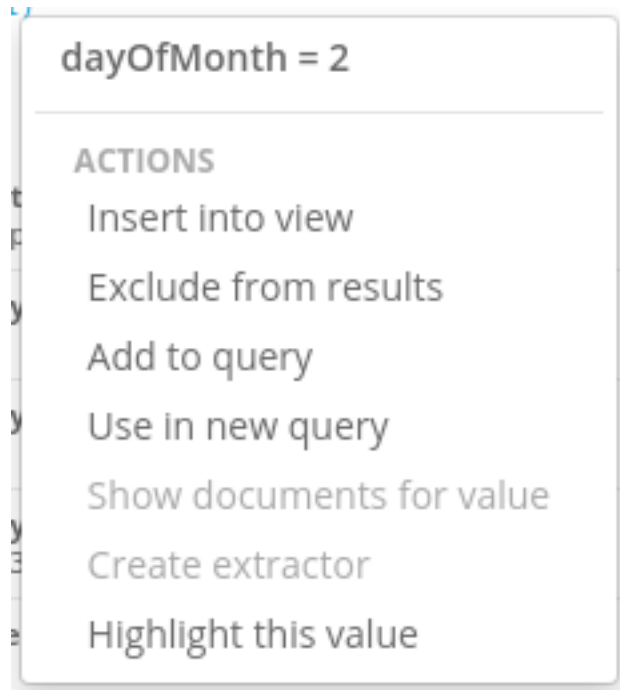 dayOfMonth = 2
ACTIONS
Insert into view
Exclude from results
Add to query
Use in new query
Show documents for value
Create extractor
Highlight this value